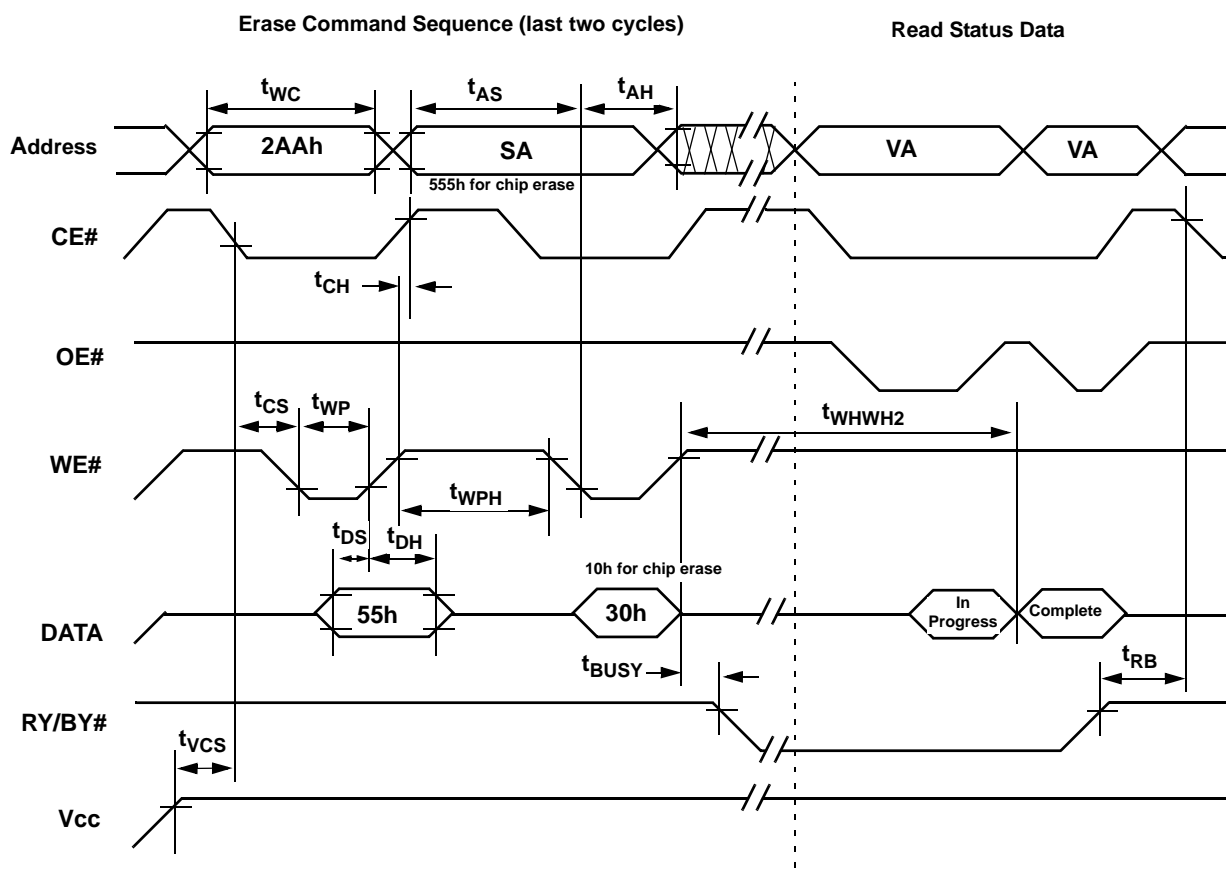 Erase Command Sequence (last two cycles)
Read Status Data
tWC
tAS
tAH
Address
2AAh
SA
VA
VA
555h for chip erase
CE#
tCH
OE#
tCS
tWP
tWHWH2
WE#
tWPH
tDS
tDH
10h for chip erase
DATA
55h
30h
In
Progress
Complete
tBUSY
tRB
RY/BY#
tVCS
Vcc